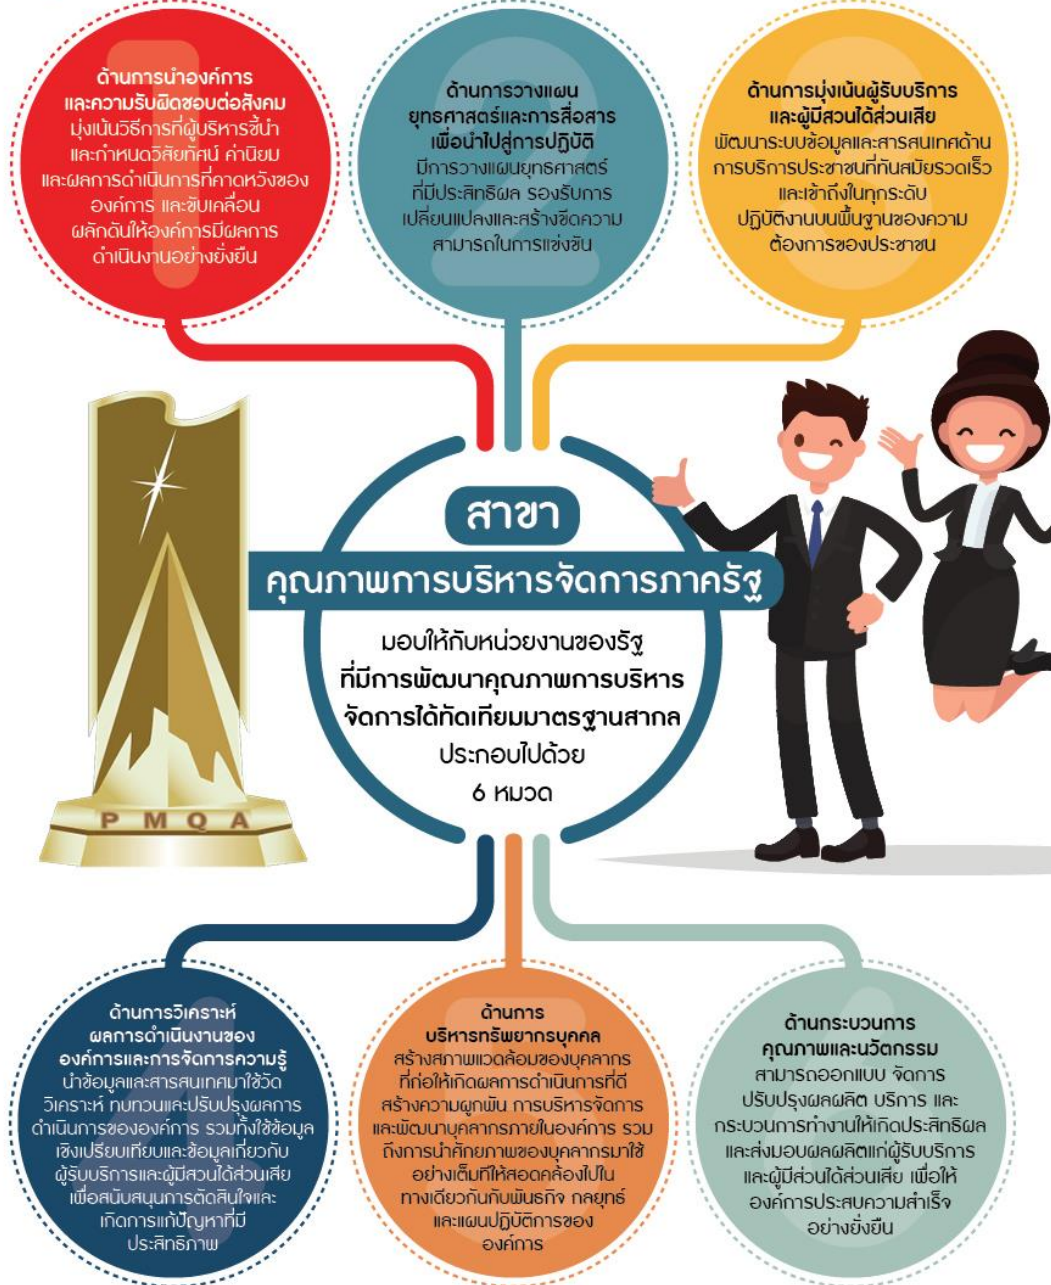 1
ด้านการนำองค์การ
และความรับผิดชอบต่อสังคม
มุ่งเน้นวิธีการที่ผู้บริหารชี้นำ
และกำหนดวิสัยทัศน์ ค่านิยม
และผลการดำเนินการที่คาดหวังของ
องค์การ และขับเคลื่อน
ผลักดันให้องค์การมีผลการ
ดำเนินงานอย่างยั่งยืน
2
ด้านการวางแผน
ยุทธศาสตร์และการสื่อสาร
เพื่อนำไปสู่การปฏิบัติ
มีการวางแผนยุทธศาสตร์
ที่มีประสิทธิผล รองรับการ
เปลี่ยนแปลงและสร้างขีดความ
สามารถในการแข่งขัน
3
ด้านการมุ่งเน้นผู้รับบริการ
และผู้มีส่วนได้ส่วนเสีย
พัฒนาระบบข้อมูลและสารสนเทศด้าน
การบริการประชาชนที่ทันสมัยรวดเร็ว
และเข้าถึงในทุกระดับ
ปฏิบัติงานบนพื้นฐานของความ
ต้องการของประชาชน
สาขา
คุณภาพการบริหารจัดการภาครัฐ
มอบให้กับหน่วยงานของรัฐ
ที่มีการพัฒนาคุณภาพการบริหาร
จัดการได้ทัดเทียมมาตรฐานสากล
ประกอบไปด้วย
6 หมวด
PMQA
4
ด้านการวิเคราะห์
ผลการดำเนินงานของ
องค์การและการจัดการความรู้
นำข้อมูลและสารสนเทศมาใช้วัด
วิเคราะห์ ทบทวนและปรับปรุงผลการ
ดำเนินการขององค์การ รวมทั้งใช้ข้อมูล
เชิงเปรียบเทียบและข้อมูลเกี่ยวกับ
ผู้รับบริการและผู้มีส่วนได้ส่วนเสีย
เพื่อสนับสนุนการตัดสินใจและ
เกิดการแก้ปัญหาที่มี
ประสิทธิภาพ
5
ด้านการ
บริหารทรัพยากรบุคคล
สร้างสภาพแวดล้อมของบุคลากร
ที่ก่อให้เกิดผลการดำเนินการที่ดี
สร้างความผูกพัน การบริหารจัดการ
และพัฒนาบุคลากรภายในองค์การ รวม
ถึงการนำศักยภาพของบุคลากรมาใช้
อย่างเต็มที่ให้สอดคล้องไปใน
ทางเดียวกันกับพันธกิจ กลยุทธ์
และแผนปฏิบัติการของ
องค์การ
6
ด้านกระบวนการ
คุณภาพและนวัตกรรม
สามารถออกแบบ จัดการ
ปรับปรุงผลผลิต บริการ และ
กระบวนการทำงานให้เกิดประสิทธิผล
และส่งมอบผลผลิตแก่ผู้รับบริการ
และผู้มีส่วนได้ส่วนเสีย เพื่อให้
องค์การประสบความสำเร็จ
อย่างยั่งยืน